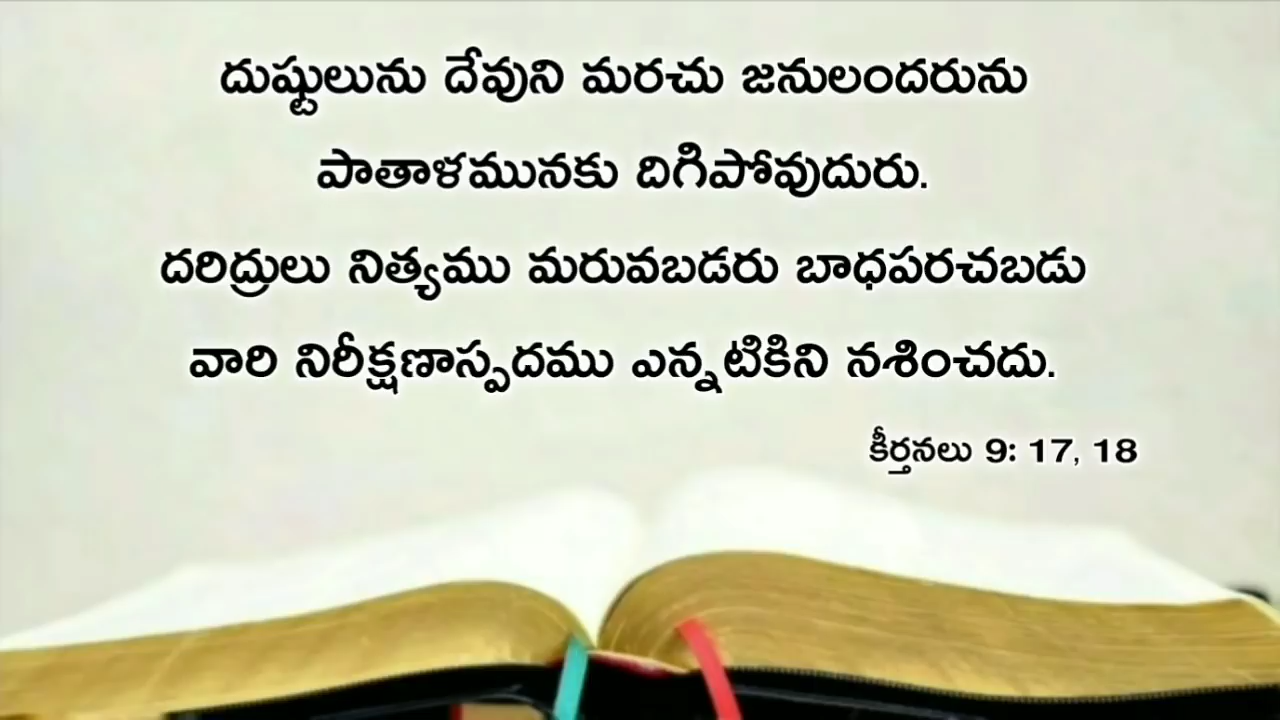 దుష్టులును దేవుని మరచు జనులందరును
పాతాళమునకు దిగిపోవుదురు.
దరిద్రులు నిత్యము మరువబడరు బాధపరచబడు
వారి నిరీక్షణాస్పదము ఎన్నటికిని నశించదు.
కీర్తనలు 9: 17, 18